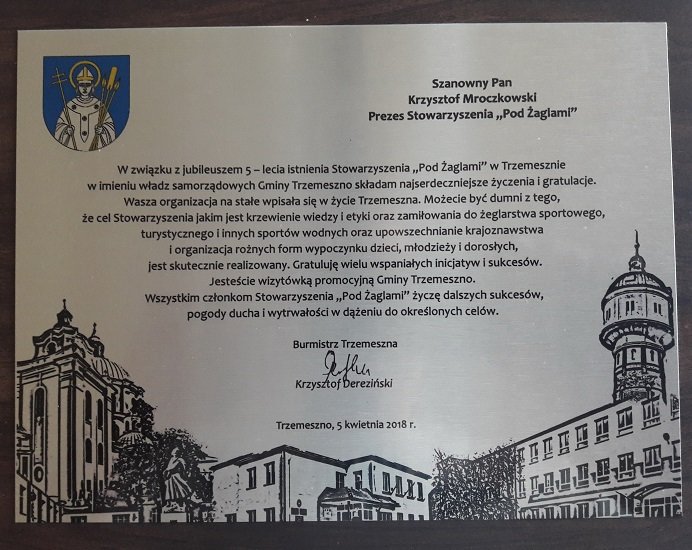 Szanowny Pan
Krzysztof Mroczkowski
Prezes Stowarzyszenia „Pod Żaglami”
W związku z jubileuszem 5 – lecia istnienia Stowarzyszenia „Pod Żaglami” w Trzemesznie
w imieniu władz samorządowych Gminy Trzemeszno składam najserdeczniejsze życzenia i gratulacje.
Wasza organizacja na stałe wpisała się w życie Trzemeszna. Możecie być dumni z tego,
że cel Stowarzyszenia jakim jest krzewienie wiedzy i etyki oraz zamiłowania do żeglarstwa sportowego,
turystycznego i innych sportów wodnych oraz upowszechnianie krajoznawstwa
i organizacja rożnych form wypoczynku dzieci, młodzieży i dorosłych,
jest skutecznie realizowany. Gratuluję wielu wspaniałych inicjatyw i sukcesów.
Jesteście wizytówką promocyjną Gminy Trzemeszno.
Wszystkim członkom Stowarzyszenia „Pod Żaglami” życzę dalszych sukcesów,
pogody ducha i wytrwałości w dążeniu do określonych celów.
Burmistrz Trzemeszna
Krzysztof Dereziński
Trzemeszno, 5 kwietnia 2018 r.